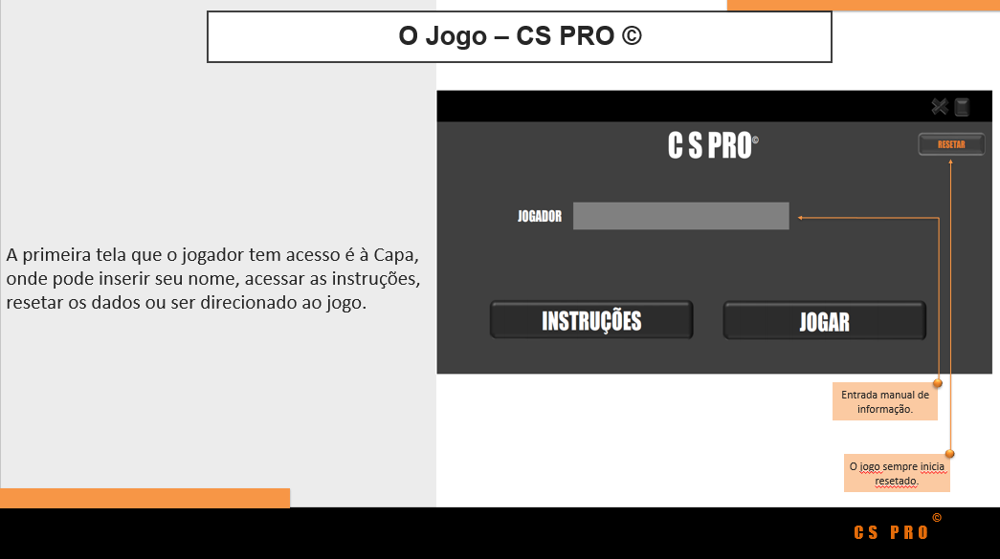 O Jogo – CS PRO ©
C S PRO©
RESETAR
JOGADOR
A primeira tela que o jogador tem acesso é à Capa,
onde pode inserir seu nome, acessar as instruções,
resetar os dados ou ser direcionado ao jogo.
INSTRUÇÕES
JOGAR
Entrada manual de
informação.
O jogo sempre inicia
resetado.
CS PRO ©